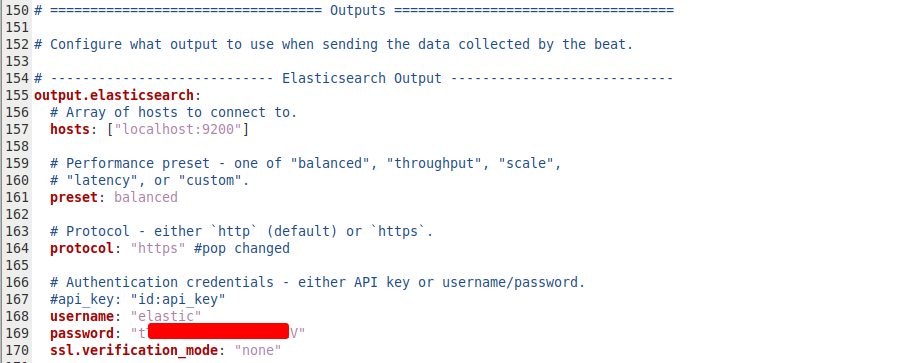 150 # ================================== Outputs ===================================
151
152 # Configure what output to use when sending the data collected by the beat.
153
154 # ---------------------------- Elasticsearch Output ----------------------------
155 output.elasticsearch:
156   # Array of hosts to connect to.
157   hosts: ["localhost:9200"]
158
159   # Performance preset - one of "balanced", "throughput", "scale",
160   # "latency", or "custom".
161   preset: balanced
162
163   # Protocol - either `http` (default) or `https`.
164   protocol: "https" #pop changed
165
166   # Authentication credentials - either API key or username/password.
167   #api_key: "id:api_key"
168   username: "elastic"
169   password: "t V"
170   ssl.verification_mode: "none"